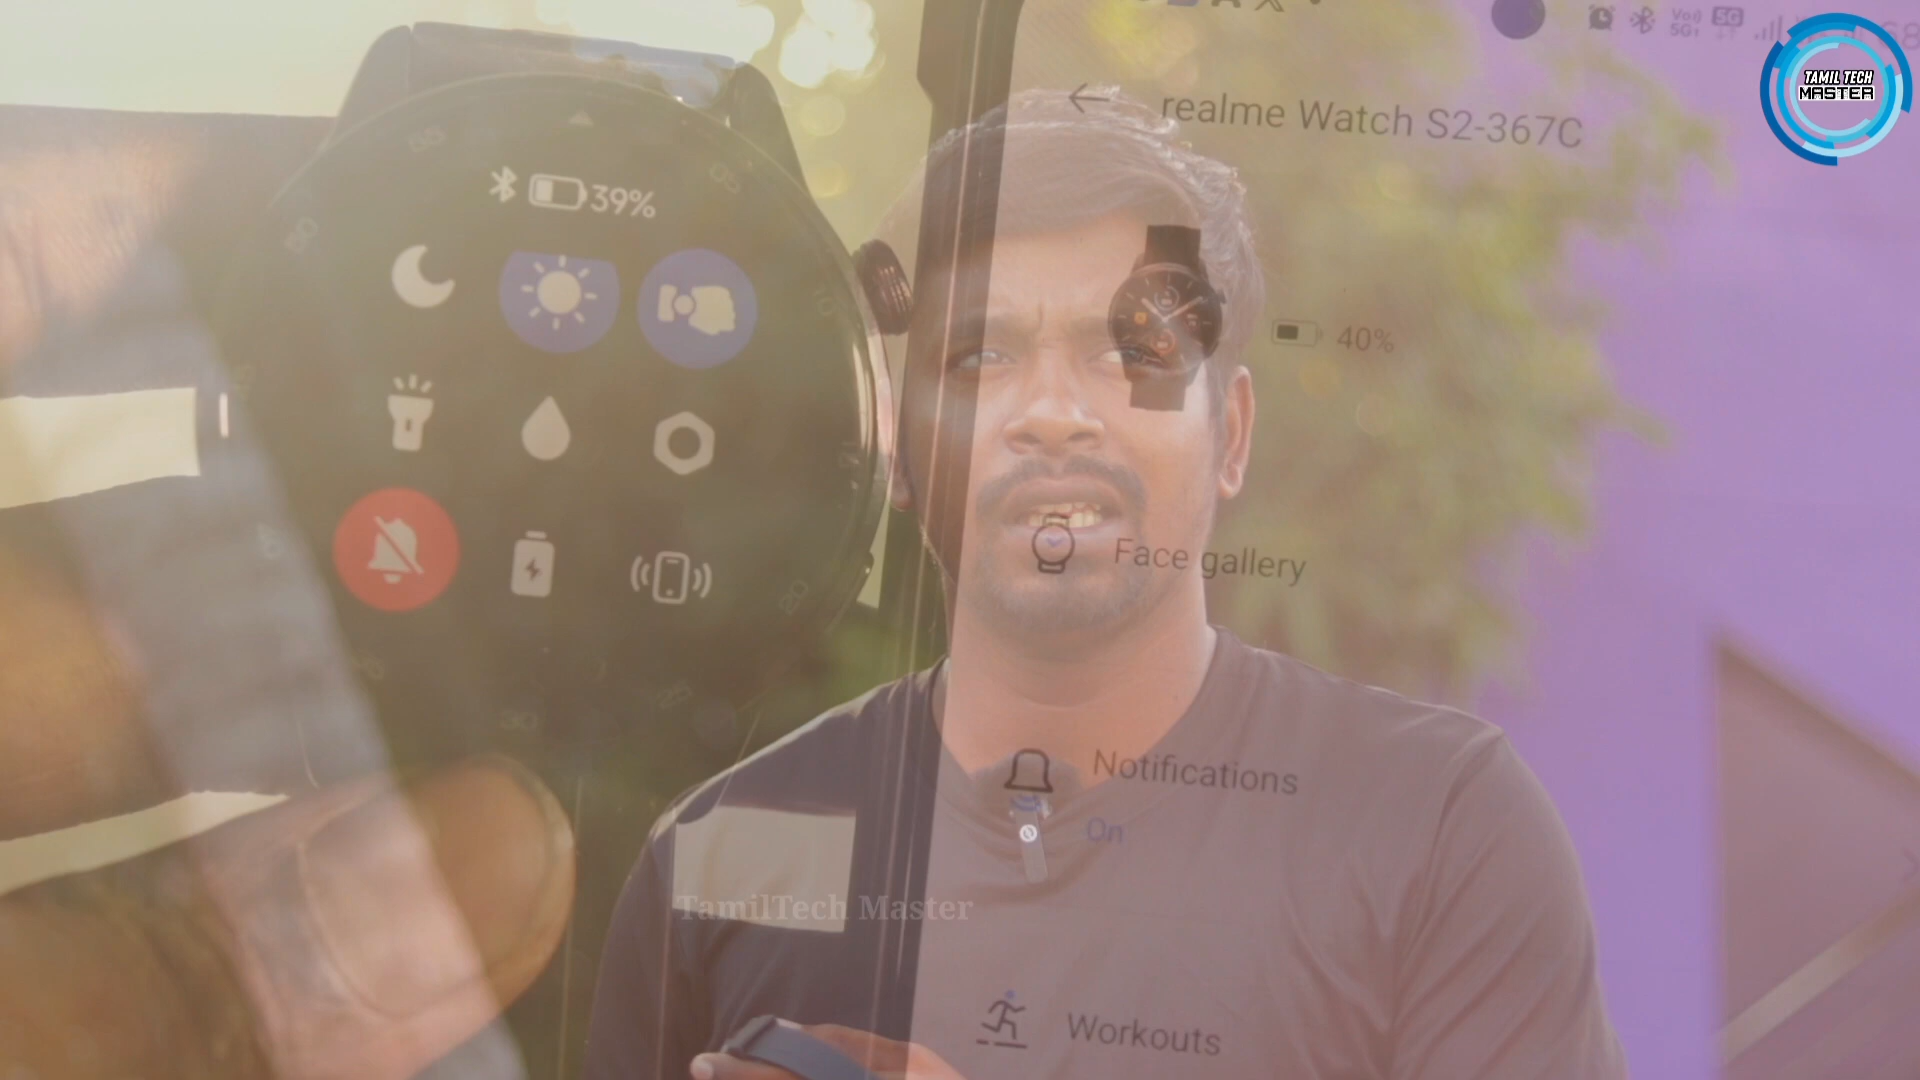 TAMIL TECH
MASTER
realme Watch S2-367C
39%
40%
Face gallery
Notifications
On
TamilTech Master
Workouts